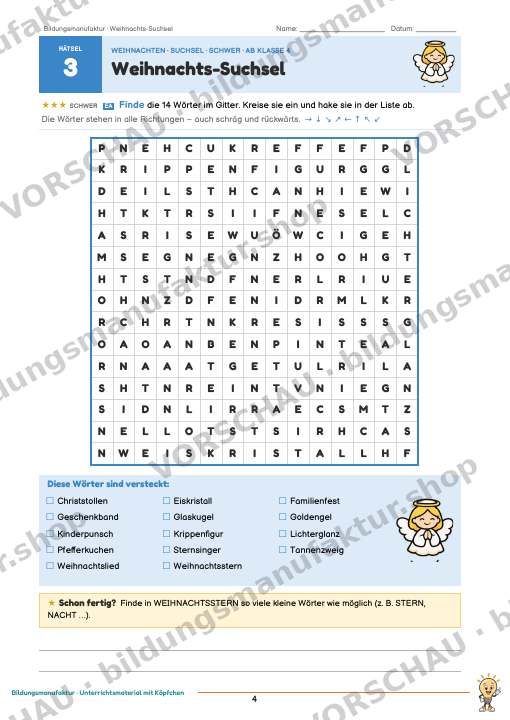 Bildungsmanufaktur · Weihnachts-Suchsel Name: Datum:
RÄTSEL
3
WEIHNACHTEN · SUCHSEL · SCHWER · AB KLASSE 4
Weihnachts-Suchsel
★★★ SCHWER EA Finde die 14 Wörter im Gitter. Kreise sie ein und hake sie in der Liste ab.
Die Wörter stehen in alle Richtungen – auch schräg und rückwärts. → ↓ ↘ ↗ ← ↑ ↖ ↙
P N E H C U K R E F F E F P D
K R I P P E N F I G U R G G L
D E I L S T H C A N H I E W I
H T K T R S I I F N E S E L C
A S R I S E W U Ö W C I G E H
M S E G N E G N Z H O O H G T
H T S T N D F N E R L R I U E
O H N Z D F E N I D R M L K R
R C H R T N K R E S I S S S G
O A O A N B E N P I N T E A L
R N A A A T G E T U L R I L A
S H T N R E I N T V N I E G N
S I D N L I R R A E C S M T Z
N E L L O T S T S I R H C A S
N W E I S K R I S T A L L H F
Diese Wörter sind versteckt:
☐ Christstollen ☐ Eiskristall ☐ Familienfest
☐ Geschenkband ☐ Glaskugel ☐ Goldengel
☐ Kinderpunsch ☐ Krippenfigur ☐ Lichterglanz
☐ Pfefferkuchen ☐ Sternsinger ☐ Tannenzweig
☐ Weihnachtslied ☐ Weihnachtsstern
★ Schon fertig? Finde in WEIHNACHTSSTERN so viele kleine Wörter wie möglich (z. B. STERN,
NACHT ...).
Bildungsmanufaktur · Unterrichtsmaterial mit Köpfchen
4
VORSCHAU · bildungsmanufaktur.shop